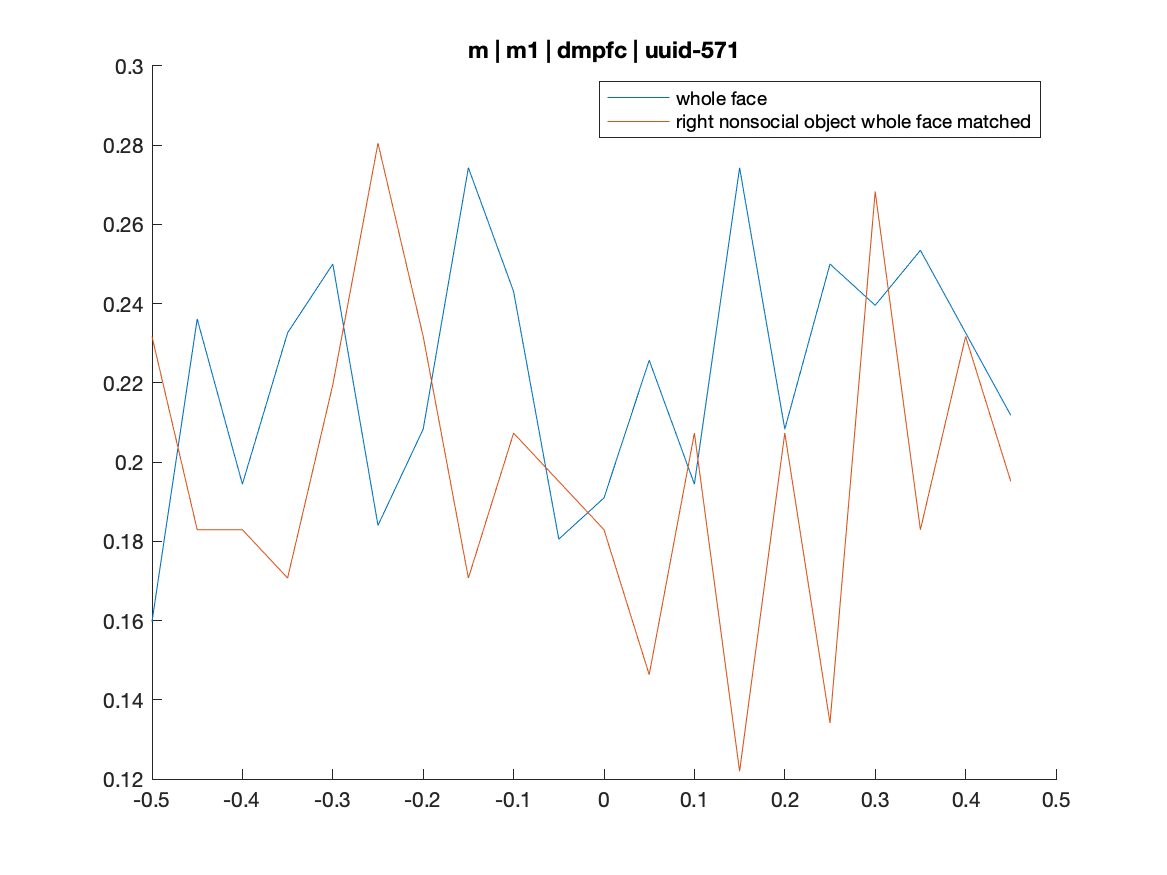 m | m1 | dmpfc | uuid-571
whole face
right nonsocial object whole face matched
0.3
0.28
0.26
0.24
0.22
0.2
0.18
0.16
0.14
0.12
-0.5 -0.4 -0.3 -0.2 -0.1 0 0.1 0.2 0.3 0.4 0.5